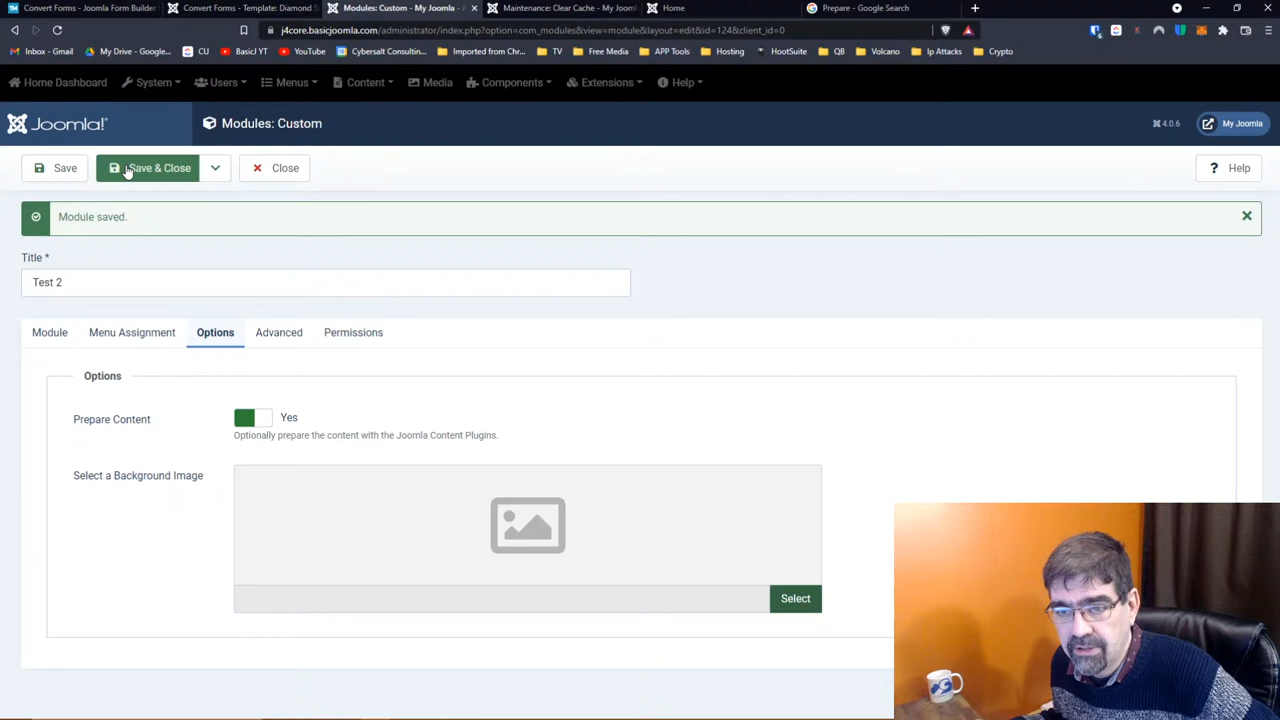 Convert Forms - Joomla Form Builder
Convert Forms - Template: Diamond S
Modules: Custom - My Joomla - A
Maintenance: Clear Cache - My Jooml
Home
Prepare - Google Search
j4core.basicjoomla.com/administrator/index.php?option=com_modules&view=module&layout=edit&id=124&client_id=0
Inbox - Gmail
My Drive - Google...
CU
Basicj YT
YouTube
Cybersalt Consulting...
Imported from Chr...
TV
Free Media
APP Tools
Hosting
HootSuite
QB
Volcano
Ip Attacks
Crypto
Home Dashboard
System
Users
Menus
Content
Media
Components
Extensions
Help
Joomla!
Modules: Custom
4.0.6
My Joomla
Save
Save & Close
Close
? Help
Module saved.
Title *
Test 2
Module
Menu Assignment
Options
Advanced
Permissions
Options
Prepare Content
Yes
Optionally prepare the content with the Joomla Content Plugins.
Select a Background Image
Select